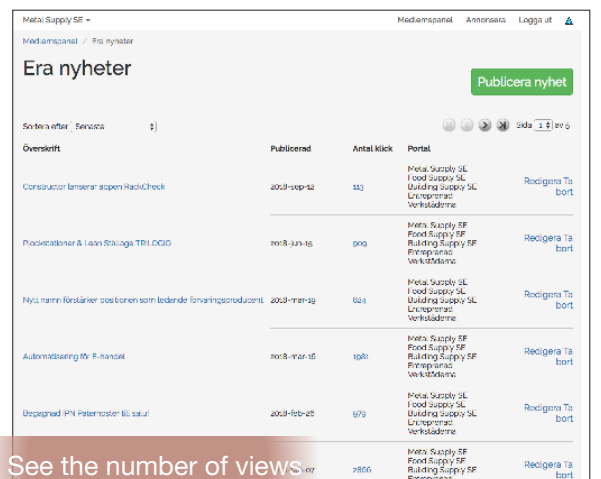 Metal Supply SE
Medlemspanel Annonsera Logga ut
Medlemspanel / Era nyheter
Era nyheter
Publicera nyhet
Sortera efter Senaste
Sida 1 av 5
Överskrift Publicerad Antal klick Portal
Metal Supply SE
Food Supply SE
Constructor lanserar appen RackCheck 2018-sep-12 113 Building Supply SE Redigera Ta bort
Entreprenad
Verkstäderna
Metal Supply SE
Food Supply SE
Plockstationer & Lean Ställage TRILOGIQ 2018-jun-15 909 Building Supply SE Redigera Ta bort
Entreprenad
Verkstäderna
Metal Supply SE
Food Supply SE
Nytt namn förstärker positionen som ledande förvaringsproducent 2018-mar-19 824 Building Supply SE Redigera Ta bort
Entreprenad
Verkstäderna
Metal Supply SE
Food Supply SE
Automatisering för E-handel 2018-mar-16 1981 Building Supply SE Redigera Ta bort
Entreprenad
Verkstäderna
Metal Supply SE
Food Supply SE
Begagnad IPN Paternoster till salu! 2018-feb-28 979 Building Supply SE Redigera Ta bort
Entreprenad
Verkstäderna
Metal Supply SE
Food Supply SE
See the number of views -07 2866 Building Supply SE Redigera Ta bort
Entreprenad